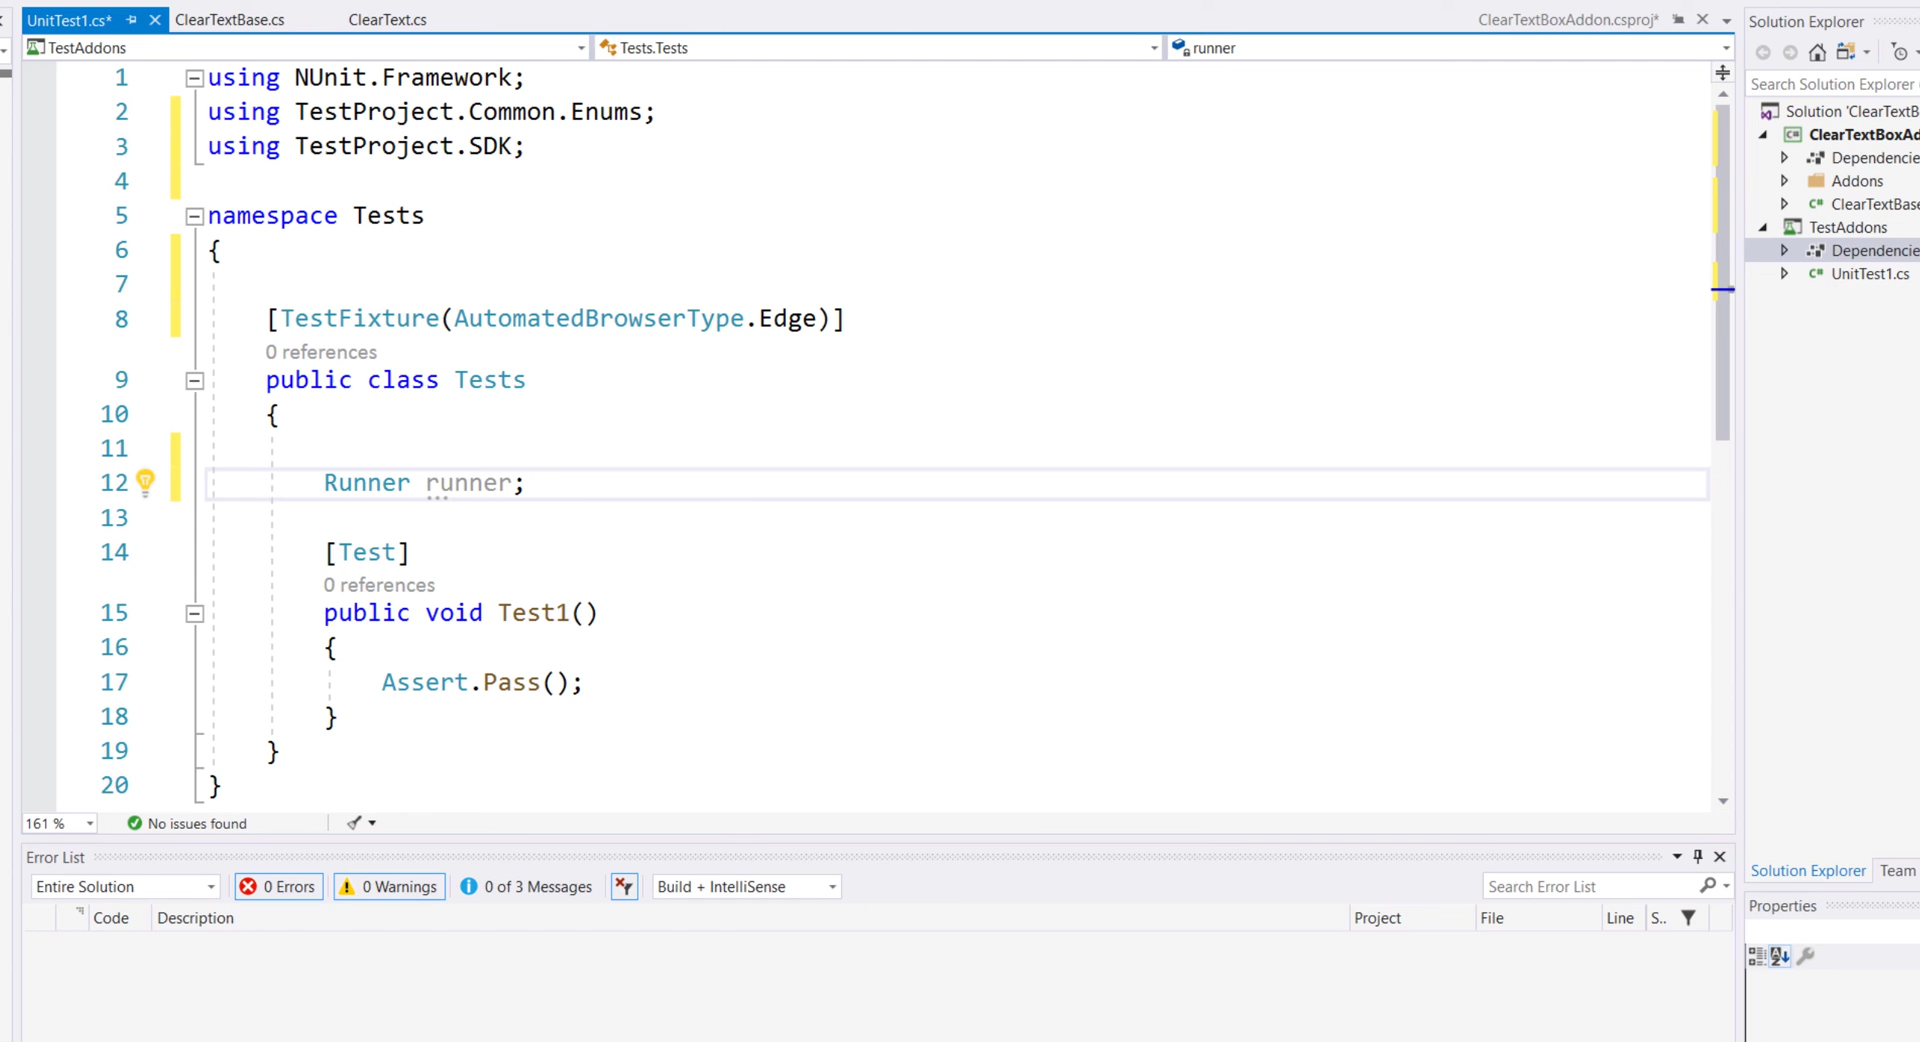 UnitTest1.cs*
ClearTextBase.cs
ClearText.cs
ClearTextBoxAddon.csproj*
TestAddons
Tests.Tests
runner
1 using NUnit.Framework;
2 using TestProject.Common.Enums;
3 using TestProject.SDK;
4
5 namespace Tests
6 {
7
8 [TestFixture(AutomatedBrowserType.Edge)]
0 references
9 public class Tests
10 {
11
12 Runner runner;
13
14 [Test]
0 references
15 public void Test1()
16 {
17 Assert.Pass();
18 }
19 }
20 }
161 %
No issues found
Error List
Entire Solution
0 Errors
0 Warnings
0 of 3 Messages
Build + IntelliSense
Search Error List
Code
Description
Project
File
Line
S..
Solution Explorer
Search Solution Explorer (
Solution 'ClearTextB
ClearTextBoxAd
Dependencie
Addons
ClearTextBase
TestAddons
Dependencie
UnitTest1.cs
Solution Explorer
Team
Properties